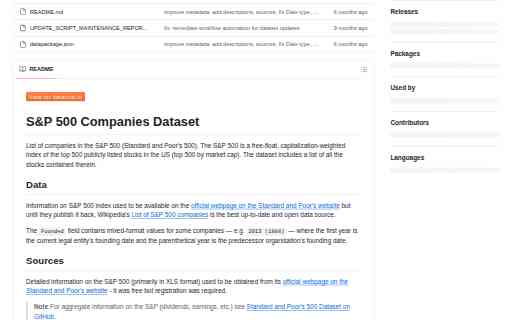 README.md improve metadata: add descriptions, sources, fix Date type, ... 6 months ago
UPDATE_SCRIPT_MAINTENANCE_REPOR... fix: remediate workflow automation for dataset updates 3 months ago
datapackage.json improve metadata: add descriptions, sources, fix Date type, ... 6 months ago
README
S&P 500 Companies Dataset
List of companies in the S&P 500 (Standard and Poor's 500). The S&P 500 is a free-float, capitalization-weighted
index of the top 500 publicly listed stocks in the US (top 500 by market cap). The dataset includes a list of all the
stocks contained therein.
Data
Information on S&P 500 index used to be available on the official webpage on the Standard and Poor's website but
until they publish it back, Wikipedia's List of S&P 500 companies is the best up-to-date and open data source.
The Founded field contains mixed-format values for some companies — e.g. 2013 (1888) — where the first year is
the current legal entity's founding date and the parenthetical year is the predecessor organisation's founding date.
Sources
Detailed information on the S&P 500 (primarily in XLS format) used to be obtained from its official webpage on the
Standard and Poor's website - it was free but registration was required.
Note For aggregate information on the S&P (dividends, earnings, etc.) see Standard and Poor's 500 Dataset on
GitHub.
Releases
Packages
Used by
Contributors
Languages